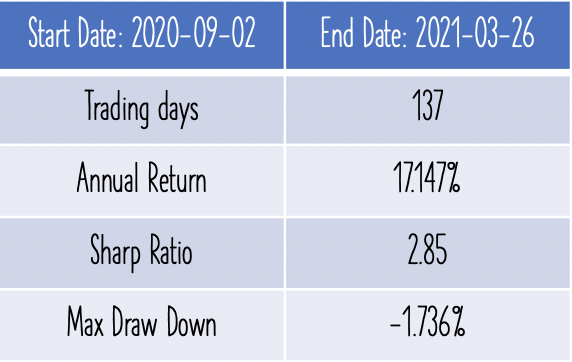 Start Date: 2020-09-02 End Date: 2021-03-26
Trading days 137
Annual Return 17.147%
Sharp Ratio 2.85
Max Draw Down -1.736%